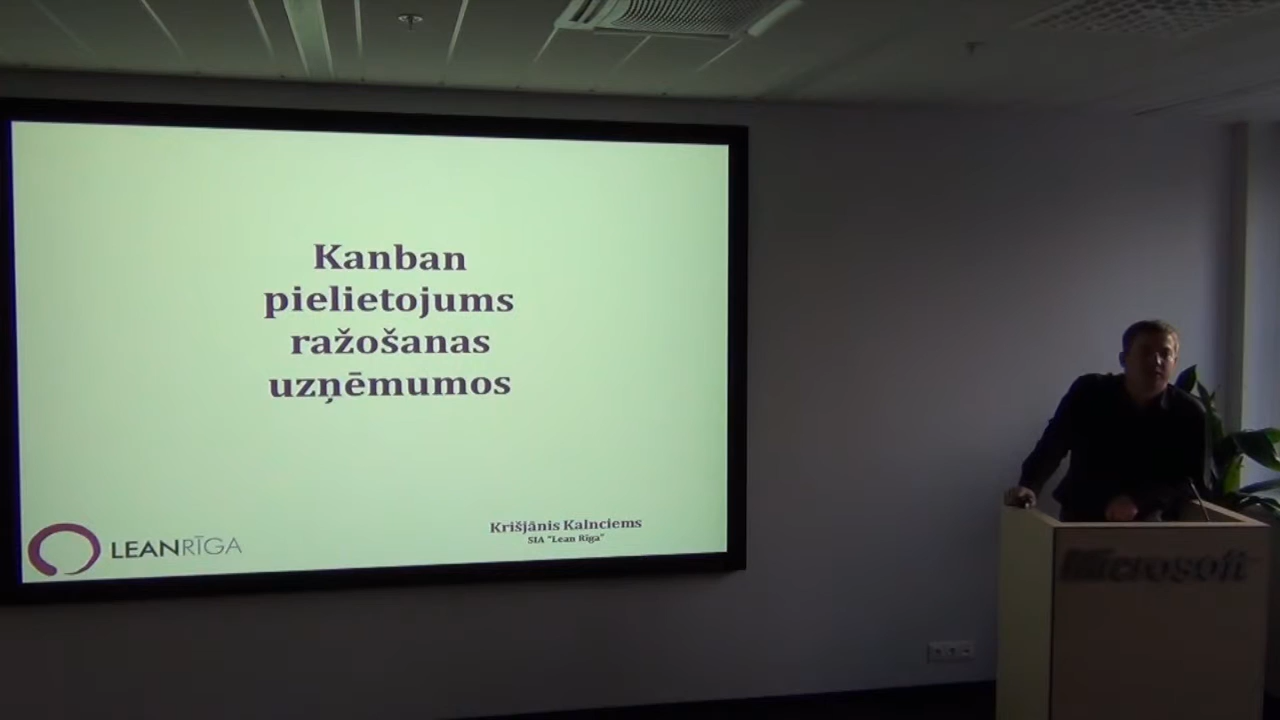 Kanban
pielietojums
ražošanas
uzņēmumos
Krišjānis Kalnciems
SIA "Lean Rīga"
LEANRĪGA
Microsoft